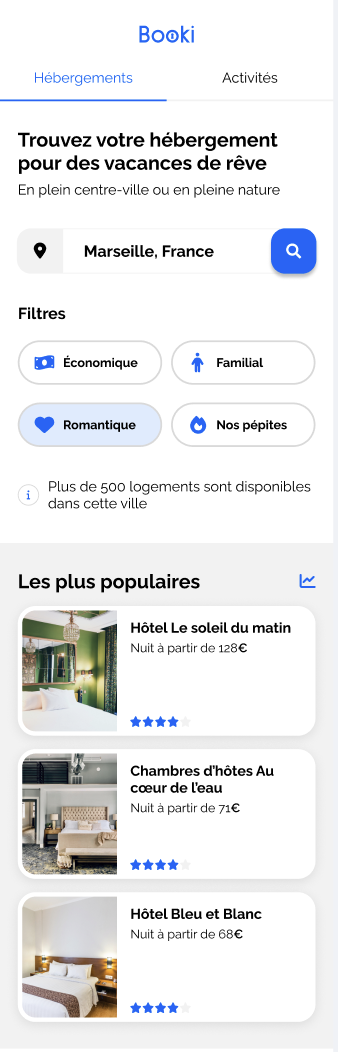 Booki
Hébergements
Activités
Trouvez votre hébergement
pour des vacances de rêve
En plein centre-ville ou en pleine nature
Marseille, France
Filtres
Économique
Familial
Romantique
Nos pépites
i
Plus de 500 logements sont disponibles
dans cette ville
Les plus populaires
Hôtel Le soleil du matin
Nuit à partir de 128€
Chambres d'hôtes Au
cœur de l'eau
Nuit à partir de 71€
Hôtel Bleu et Blanc
Nuit à partir de 68€